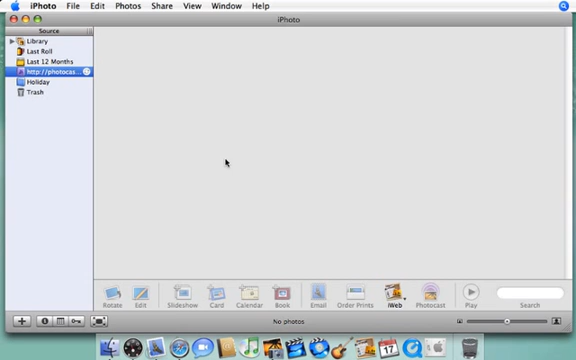 iPhoto File Edit Photos Share View Window Help
iPhoto
Source
Library
Last Roll
Last 12 Months
http://photocas...
Holiday
Trash
Rotate Edit Slideshow Card Calendar Book Email Order Prints iWeb Photocast Play Search
No photos
17